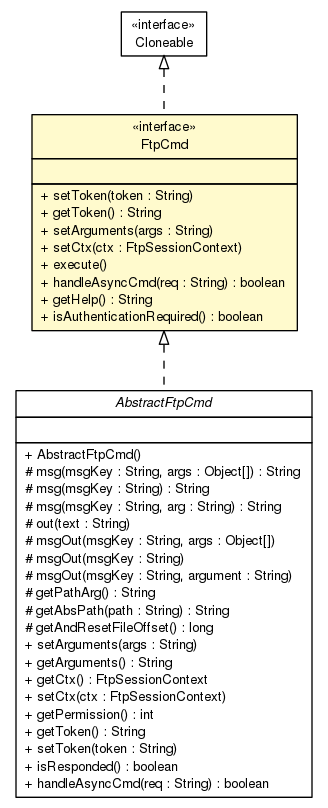 «interface»
Cloneable
«interface»
FtpCmd
+ setToken(token : String)
+ getToken() : String
+ setArguments(args : String)
+ setCtx(ctx : FtpSessionContext)
+ execute()
+ handleAsyncCmd(req : String) : boolean
+ getHelp() : String
+ isAuthenticationRequired() : boolean
AbstractFtpCmd
+ AbstractFtpCmd()
# msg(msgKey : String, args : Object[]) : String
# msg(msgKey : String) : String
# msg(msgKey : String, arg : String) : String
# out(text : String)
# msgOut(msgKey : String, args : Object[])
# msgOut(msgKey : String)
# msgOut(msgKey : String, argument : String)
# getPathArg() : String
# getAbsPath(path : String) : String
# getAndResetFileOffset() : long
+ setArguments(args : String)
+ getArguments() : String
+ getCtx() : FtpSessionContext
+ setCtx(ctx : FtpSessionContext)
+ getPermission() : int
+ getToken() : String
+ setToken(token : String)
+ isResponded() : boolean
+ handleAsyncCmd(req : String) : boolean